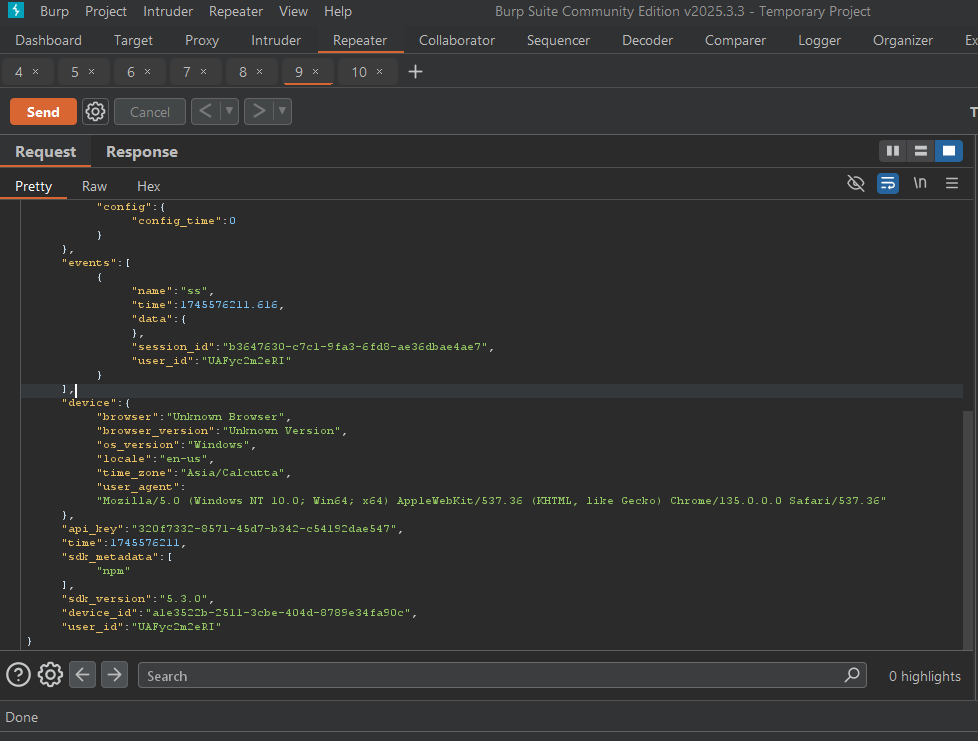 Burp Project Intruder Repeater View Help Burp Suite Community Edition v2025.3.3 - Temporary Project
Dashboard Target Proxy Intruder Repeater Collaborator Sequencer Decoder Comparer Logger Organizer Ex
4 × 5 × 6 × 7 × 8 × 9 × 10 × +
Send Cancel < >
Request Response
Pretty Raw Hex \n
"config":{
"config_time":0
}
},
"events":[
{
"name":"ss",
"time":1745576211.616,
"data":{
},
"session_id":"b3647630-c7c1-9fa3-6fd8-ae36dbae4ae7",
"user_id":"UAFyc2m2eRI"
}
],
"device":{
"browser":"Unknown Browser",
"browser_version":"Unknown Version",
"os_version":"Windows",
"locale":"en-us",
"time_zone":"Asia/Calcutta",
"user_agent":
"Mozilla/5.0 (Windows NT 10.0; Win64; x64) AppleWebKit/537.36 (KHTML, like Gecko) Chrome/135.0.0.0 Safari/537.36"
},
"api_key":"320f7332-8571-45d7-b342-c54192dae547",
"time":1745576211,
"sdk_metadata":[
"npm"
],
"sdk_version":"5.3.0",
"device_id":"a1e3522b-2511-3cbe-404d-8789e34fa90c",
"user_id":"UAFyc2m2eRI"
}
Search 0 highlights
Done